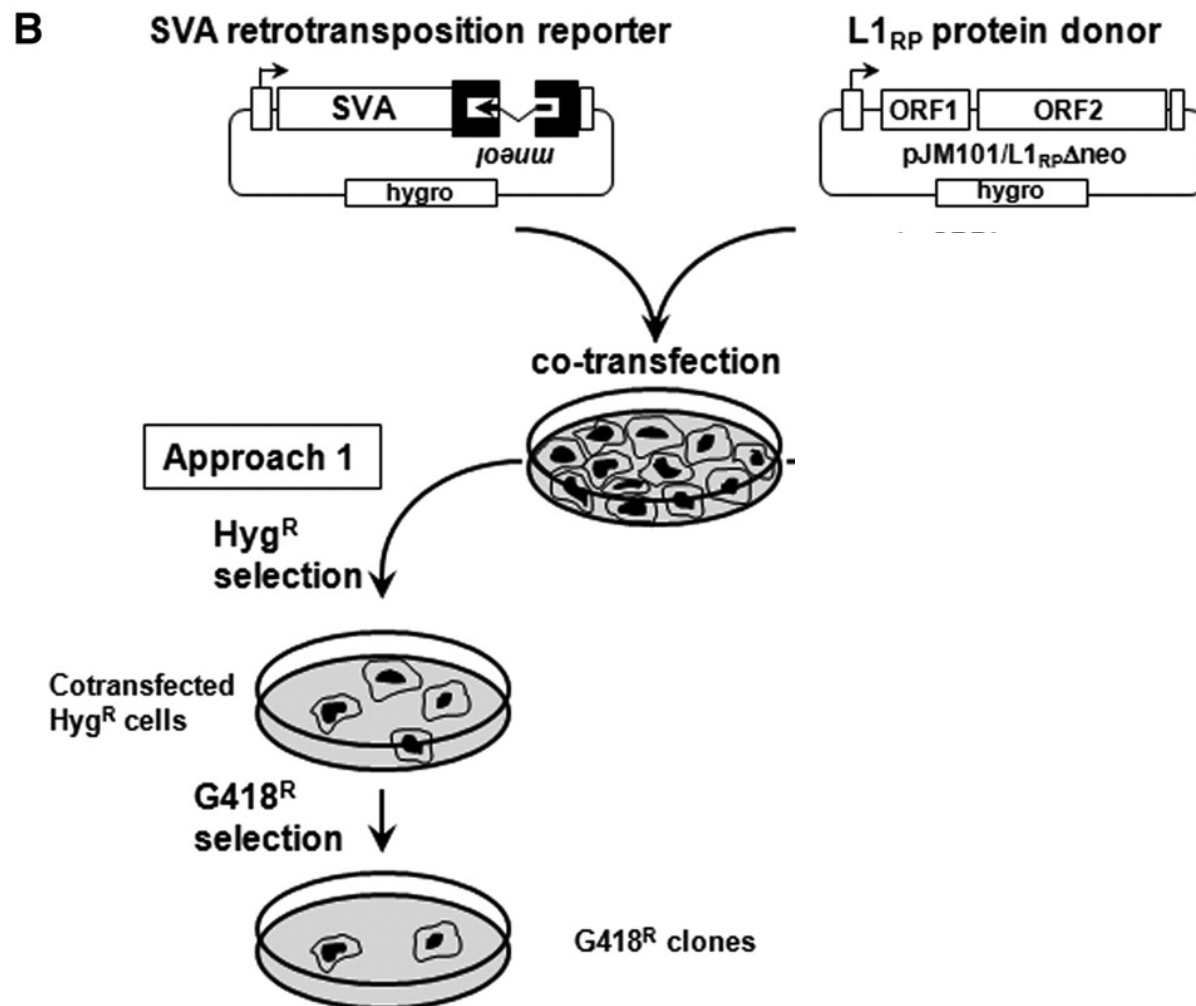 B
SVA retrotransposition reporter
L1RP protein donor
SVA
mneoI
hygro
ORF1 ORF2
pJM101/L1RPΔneo
hygro
co-transfection
Approach 1
HygR
selection
Cotransfected
HygR cells
G418R
selection
G418R clones